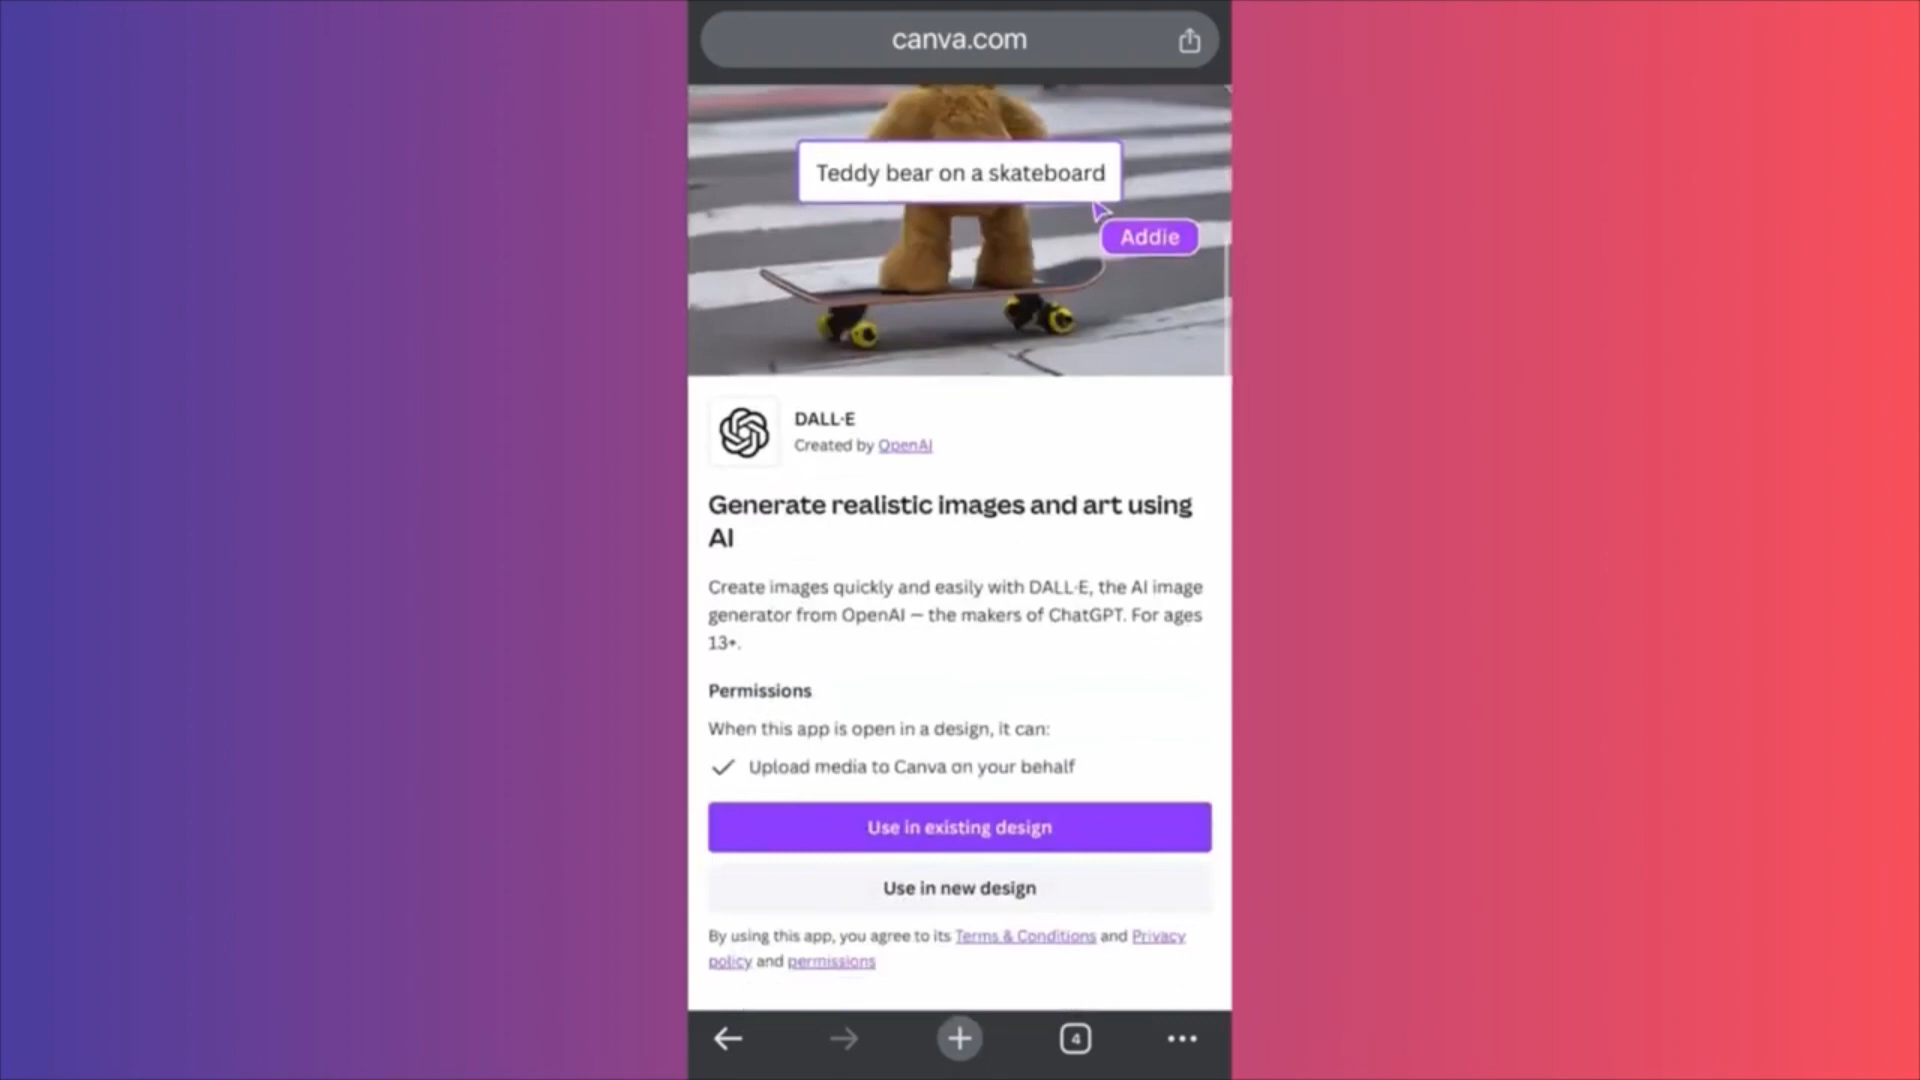 canva.com
Teddy bear on a skateboard
Addie
DALL·E
Created by OpenAI
Generate realistic images and art using
AI
Create images quickly and easily with DALL·E, the AI image
generator from OpenAI — the makers of ChatGPT. For ages
13+.
Permissions
When this app is open in a design, it can:
Upload media to Canva on your behalf
Use in existing design
Use in new design
By using this app, you agree to its Terms & Conditions and Privacy
policy and permissions
4